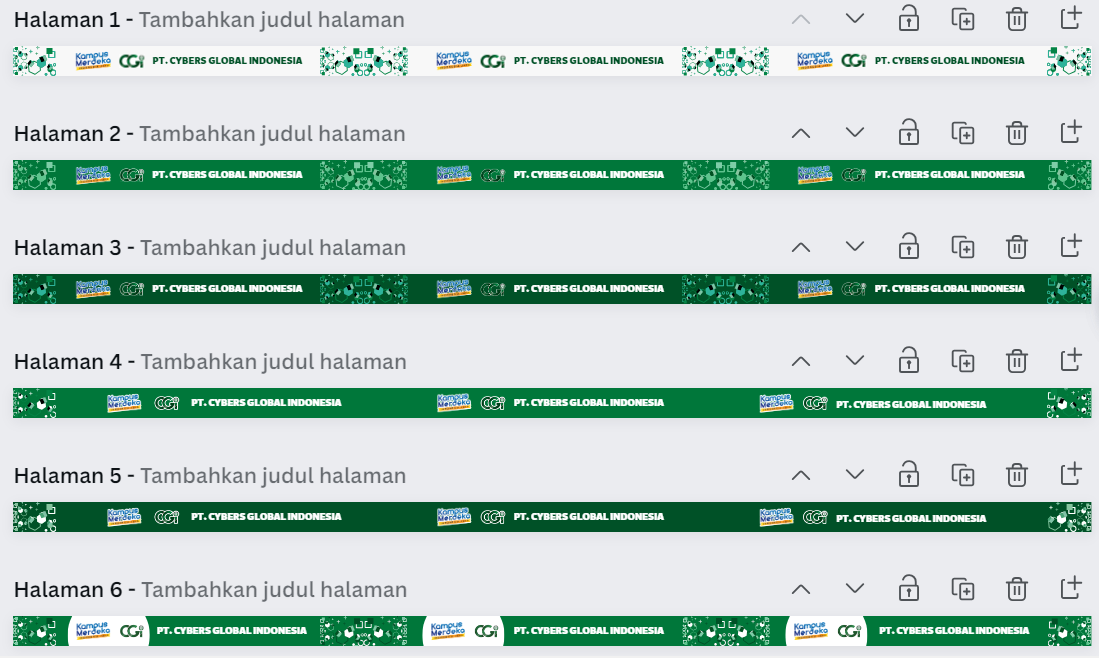 Halaman 1 - Tambahkan judul halaman
Kampus Merdeka CGi PT. CYBERS GLOBAL INDONESIA Kampus Merdeka CGi PT. CYBERS GLOBAL INDONESIA Kampus Merdeka CGi PT. CYBERS GLOBAL INDONESIA
Halaman 2 - Tambahkan judul halaman
Kampus Merdeka CGi PT. CYBERS GLOBAL INDONESIA Kampus Merdeka CGi PT. CYBERS GLOBAL INDONESIA Kampus Merdeka CGi PT. CYBERS GLOBAL INDONESIA
Halaman 3 - Tambahkan judul halaman
Kampus Merdeka CGi PT. CYBERS GLOBAL INDONESIA Kampus Merdeka CGi PT. CYBERS GLOBAL INDONESIA Kampus Merdeka CGi PT. CYBERS GLOBAL INDONESIA
Halaman 4 - Tambahkan judul halaman
Kampus Merdeka CGi PT. CYBERS GLOBAL INDONESIA Kampus Merdeka CGi PT. CYBERS GLOBAL INDONESIA Kampus Merdeka CGi PT. CYBERS GLOBAL INDONESIA
Halaman 5 - Tambahkan judul halaman
Kampus Merdeka CGi PT. CYBERS GLOBAL INDONESIA Kampus Merdeka CGi PT. CYBERS GLOBAL INDONESIA Kampus Merdeka CGi PT. CYBERS GLOBAL INDONESIA
Halaman 6 - Tambahkan judul halaman
Kampus Merdeka CGi PT. CYBERS GLOBAL INDONESIA Kampus Merdeka CGi PT. CYBERS GLOBAL INDONESIA Kampus Merdeka CGi PT. CYBERS GLOBAL INDONESIA